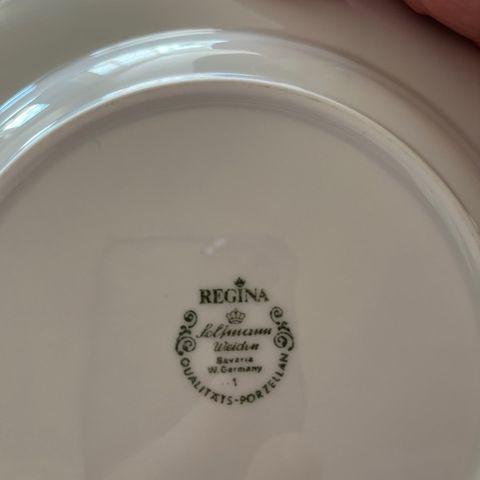 REGINA
Seltmann
Weiden
Bavaria
W.Germany
1
QUALITÄTS-PORZELLAN